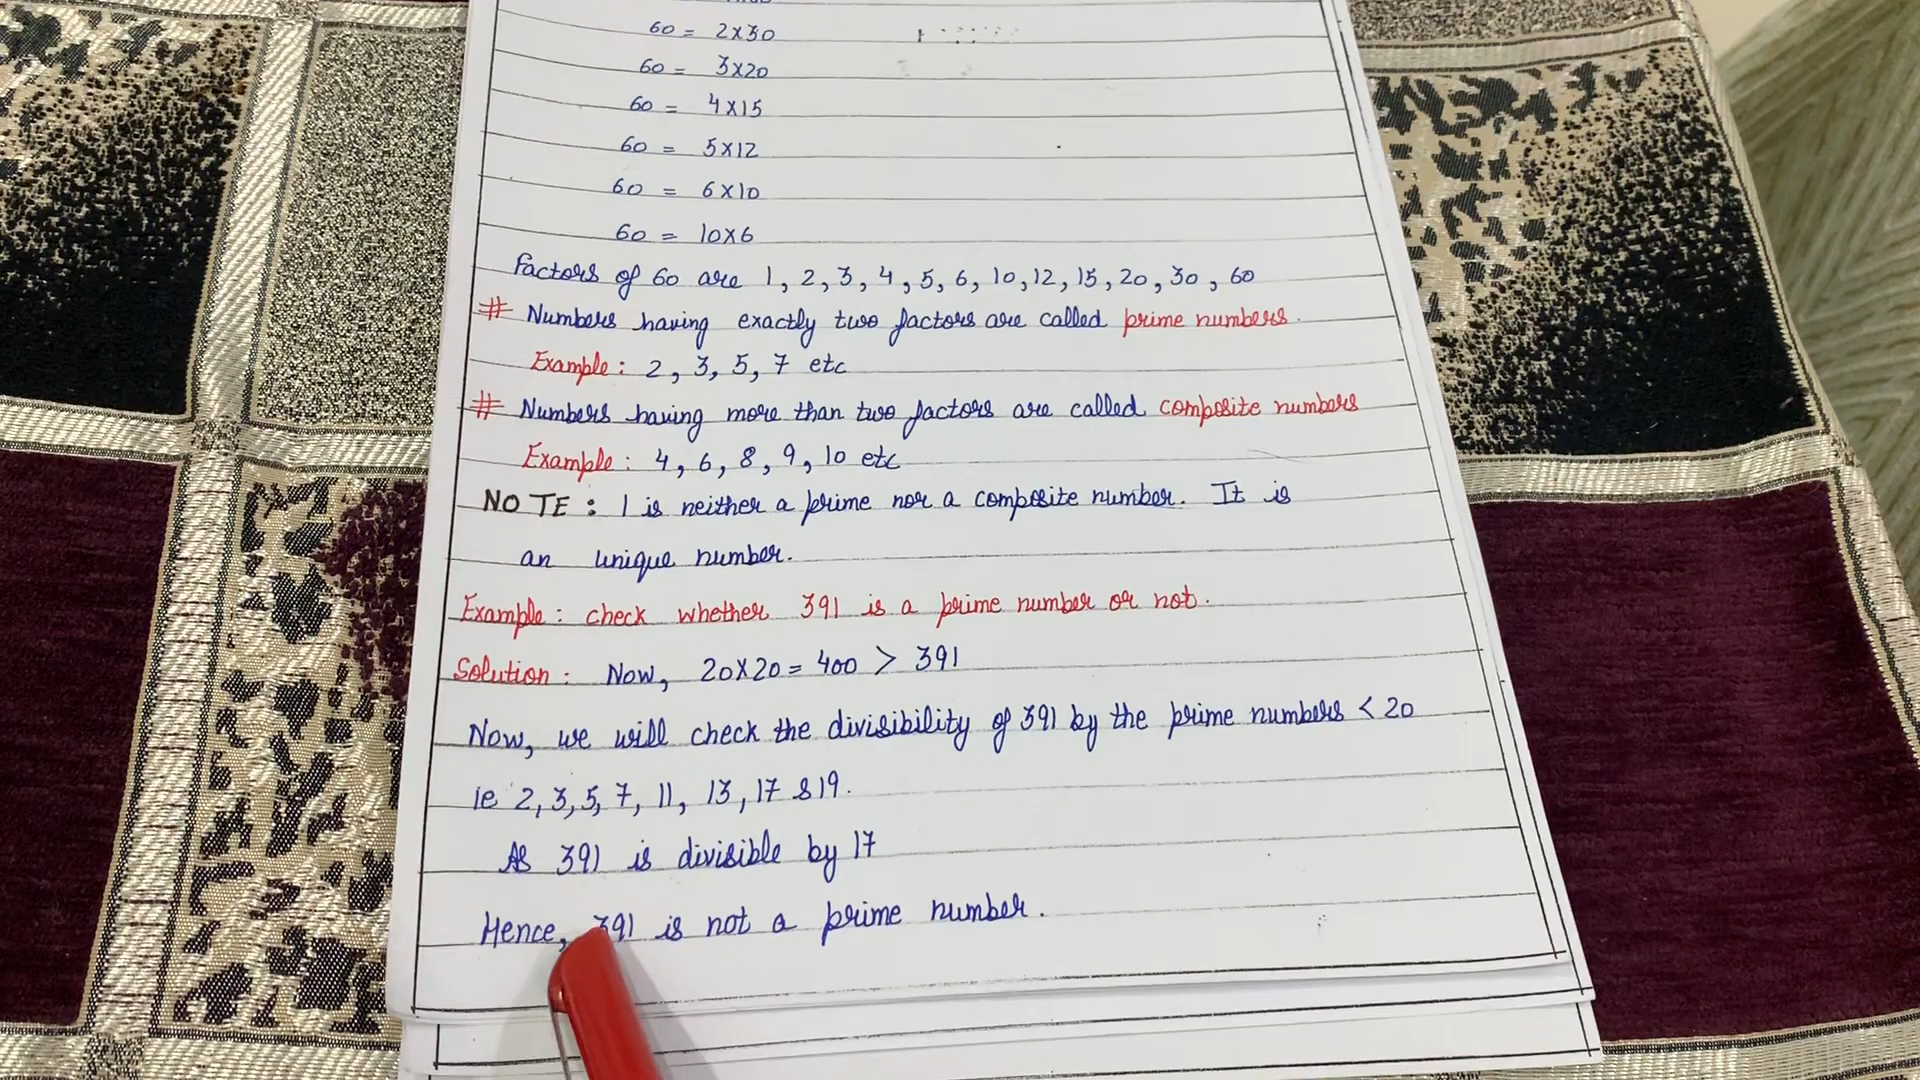 60 = 2x30
60 = 3x20
60 = 4x15
60 = 5x12
60 = 6x10
60 = 10x6
Factors of 60 are 1, 2, 3, 4, 5, 6, 10, 12, 15, 20, 30, 60
# Numbers having exactly two factors are called prime numbers.
Example: 2, 3, 5, 7 etc
# Numbers having more than two factors are called composite numbers
Example: 4, 6, 8, 9, 10 etc
NOTE: 1 is neither a prime nor a composite number. It is
an unique number.
Example: check whether 391 is a prime number or not.
Solution: Now, 20x20 = 400 > 391
Now, we will check the divisibility of 391 by the prime numbers < 20
ie 2, 3, 5, 7, 11, 13, 17 & 19.
As 391 is divisible by 17
Hence, 391 is not a prime number.